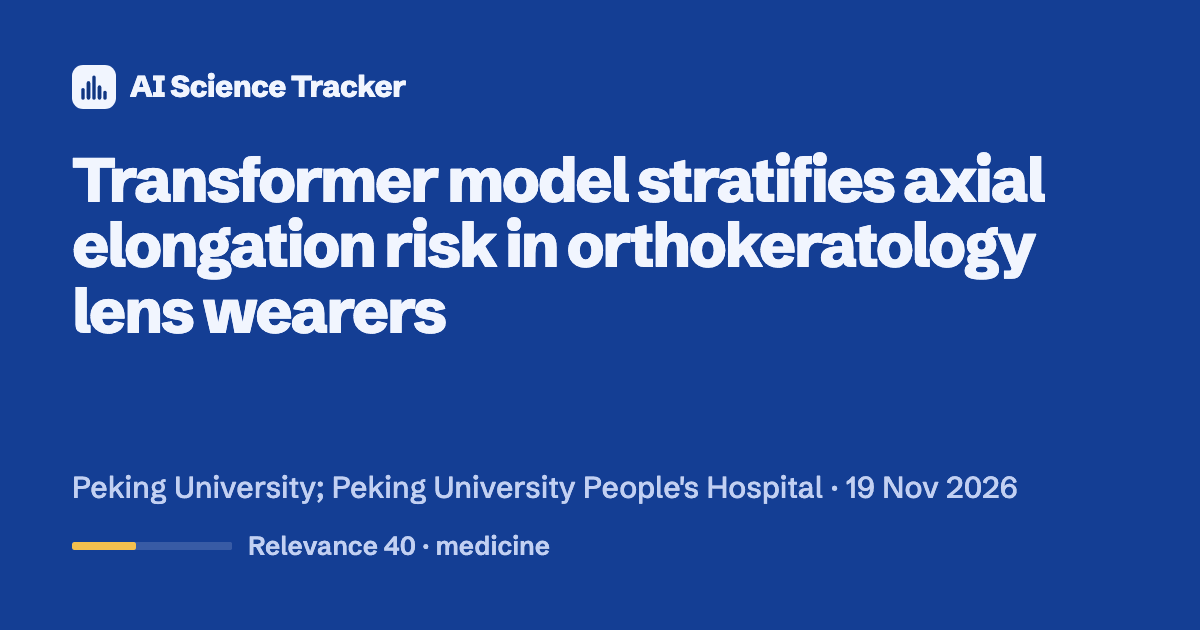 AI Science Tracker
Transformer model stratifies axial
elongation risk in orthokeratology
lens wearers
Peking University; Peking University People's Hospital · 19 Nov 2026
Relevance 40 · medicine